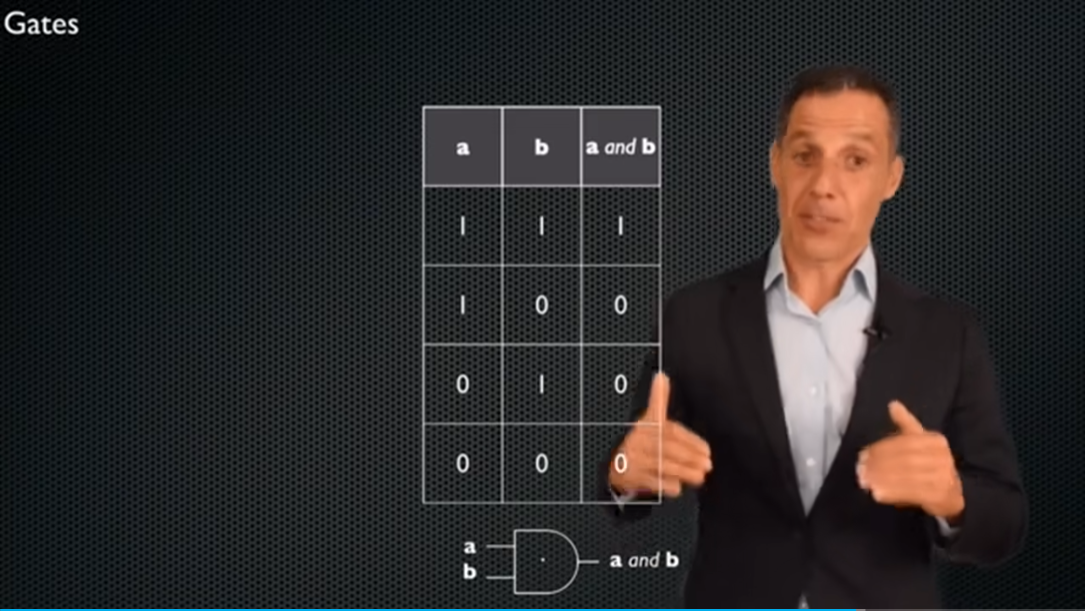 Gates
a b a and b
1 1 1
1 0 0
0 1 0
0 0 0
a
b
a and b